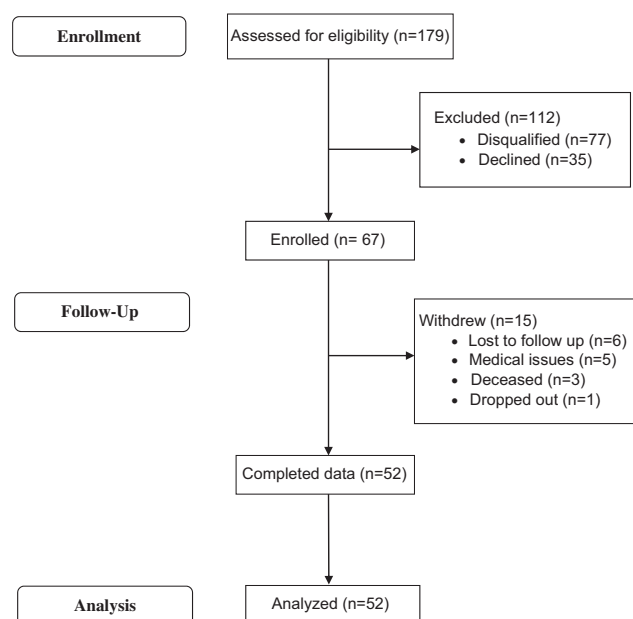 Enrollment
Assessed for eligibility (n=179)
Excluded (n=112)
• Disqualified (n=77)
• Declined (n=35)
Enrolled (n= 67)
Follow-Up
Withdrew (n=15)
• Lost to follow up (n=6)
• Medical issues (n=5)
• Deceased (n=3)
• Dropped out (n=1)
Completed data (n=52)
Analysis
Analyzed (n=52)